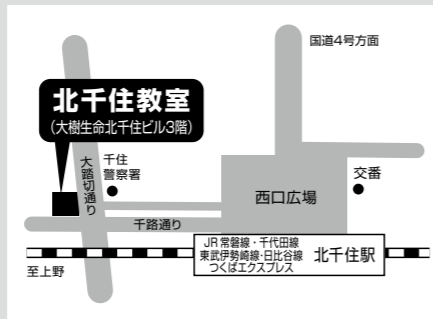 国道4号方面
北千住教室
（大樹生命北千住ビル3階）
大踏切通り
千住
警察署
交番
西口広場
千路通り
JR常磐線・千代田線
東武伊勢崎線・日比谷線
つくばエクスプレス
北千住駅
至上野